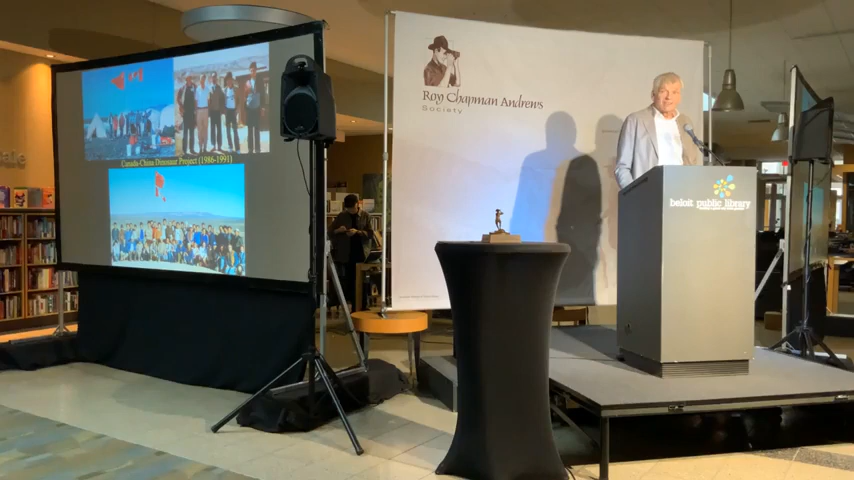 Canada-China Dinosaur Project (1986-1991)
Roy Chapman Andrews
Society
beloit public library